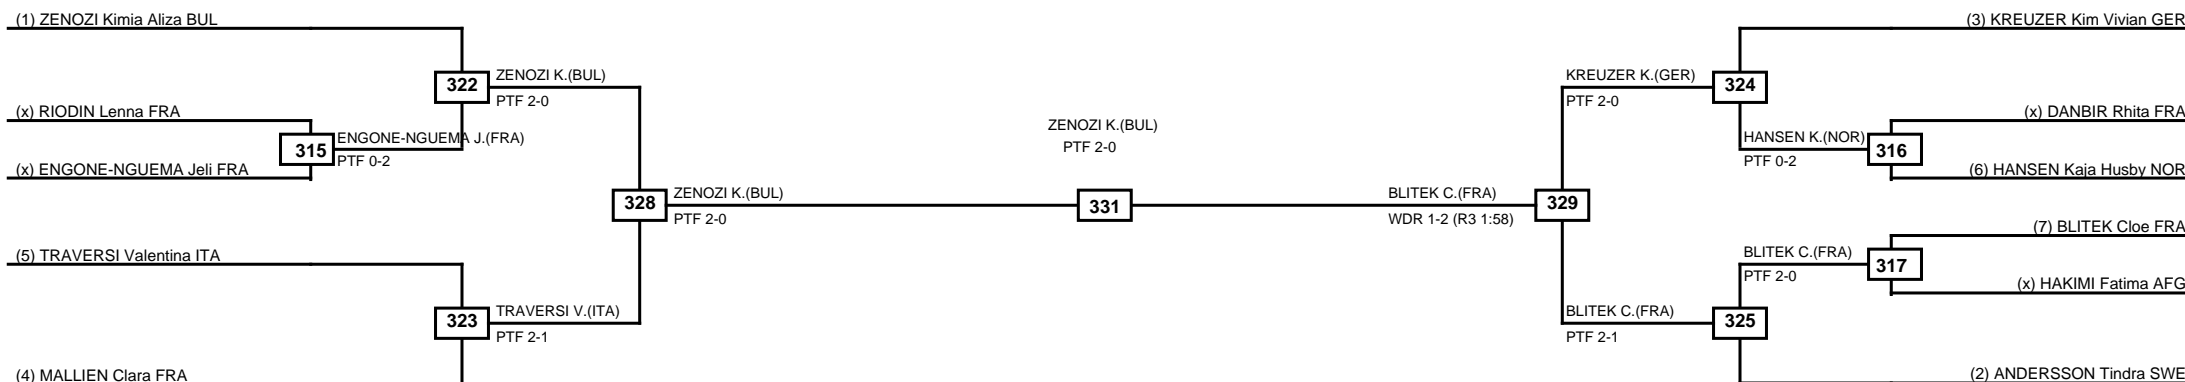 (1) ZENOZI Kimia Aliza BUL
(3) KREUZER Kim Vivian GER
322
ZENOZI K.(BUL)
PTF 2-0
KREUZER K.(GER)
PTF 2-0
324
(x) RIODIN Lenna FRA
(x) DANBIR Rhita FRA
ZENOZI K.(BUL)
PTF 2-0
315
ENGONE-NGUEMA J.(FRA)
PTF 0-2
HANSEN K.(NOR)
PTF 0-2
316
(x) ENGONE-NGUEMA Jeli FRA
(6) HANSEN Kaja Husby NOR
328
ZENOZI K.(BUL)
PTF 2-0
331
BLITEK C.(FRA)
WDR 1-2 (R3 1:58)
329
(7) BLITEK Cloe FRA
(5) TRAVERSI Valentina ITA
BLITEK C.(FRA)
PTF 2-0
317
(x) HAKIMI Fatima AFG
323
TRAVERSI V.(ITA)
PTF 2-1
BLITEK C.(FRA)
PTF 2-1
325
(4) MALLIEN Clara FRA
(2) ANDERSSON Tindra SWE